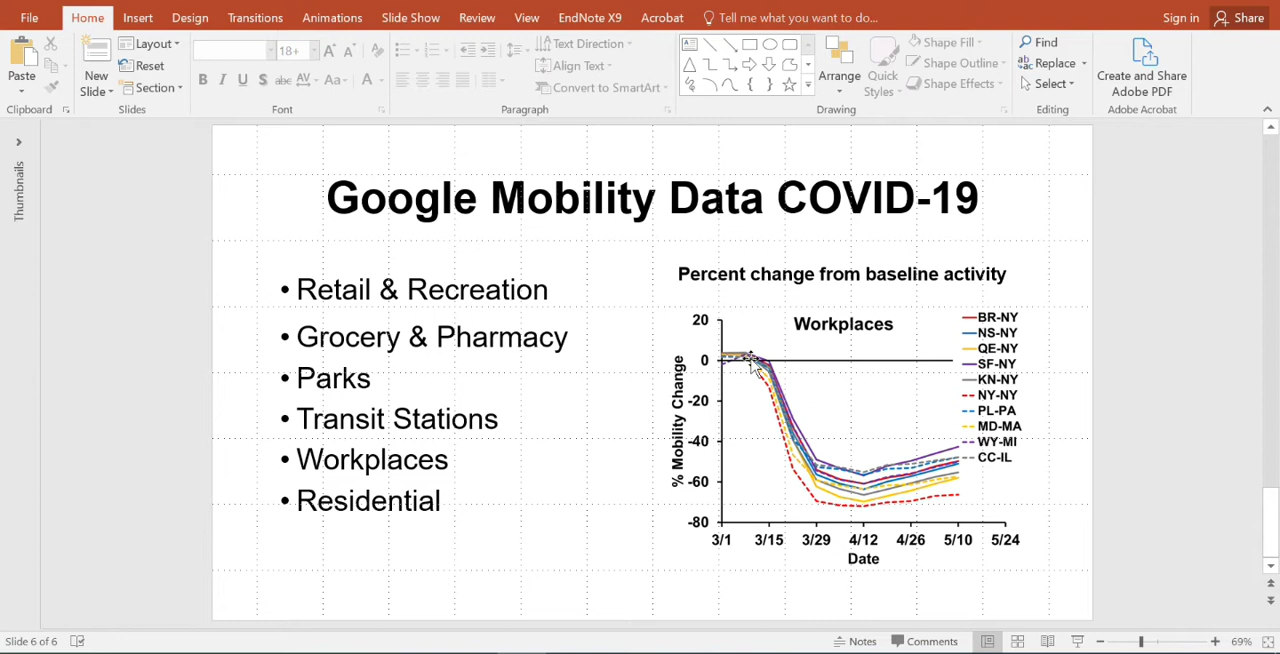 File Home Insert Design Transitions Animations Slide Show Review View EndNote X9 Acrobat Tell me what you want to do... Sign in Share
Paste
Clipboard
New
Slide
Layout
Reset
Section
Slides
18+
B I U S abc AV Aa A
Font
Text Direction
Align Text
Convert to SmartArt
Paragraph
Arrange
Quick
Styles
Shape Fill
Shape Outline
Shape Effects
Drawing
Find
Replace
Select
Editing
Create and Share
Adobe PDF
Adobe Acrobat
Thumbnails
Google Mobility Data COVID-19
• Retail & Recreation
• Grocery & Pharmacy
• Parks
• Transit Stations
• Workplaces
• Residential
Percent change from baseline activity
Workplaces
% Mobility Change
20
0
-20
-40
-60
-80
3/1 3/15 3/29 4/12 4/26 5/10 5/24
Date
BR-NY
NS-NY
QE-NY
SF-NY
KN-NY
NY-NY
PL-PA
MD-MA
WY-MI
CC-IL
Slide 6 of 6
Notes Comments 69%